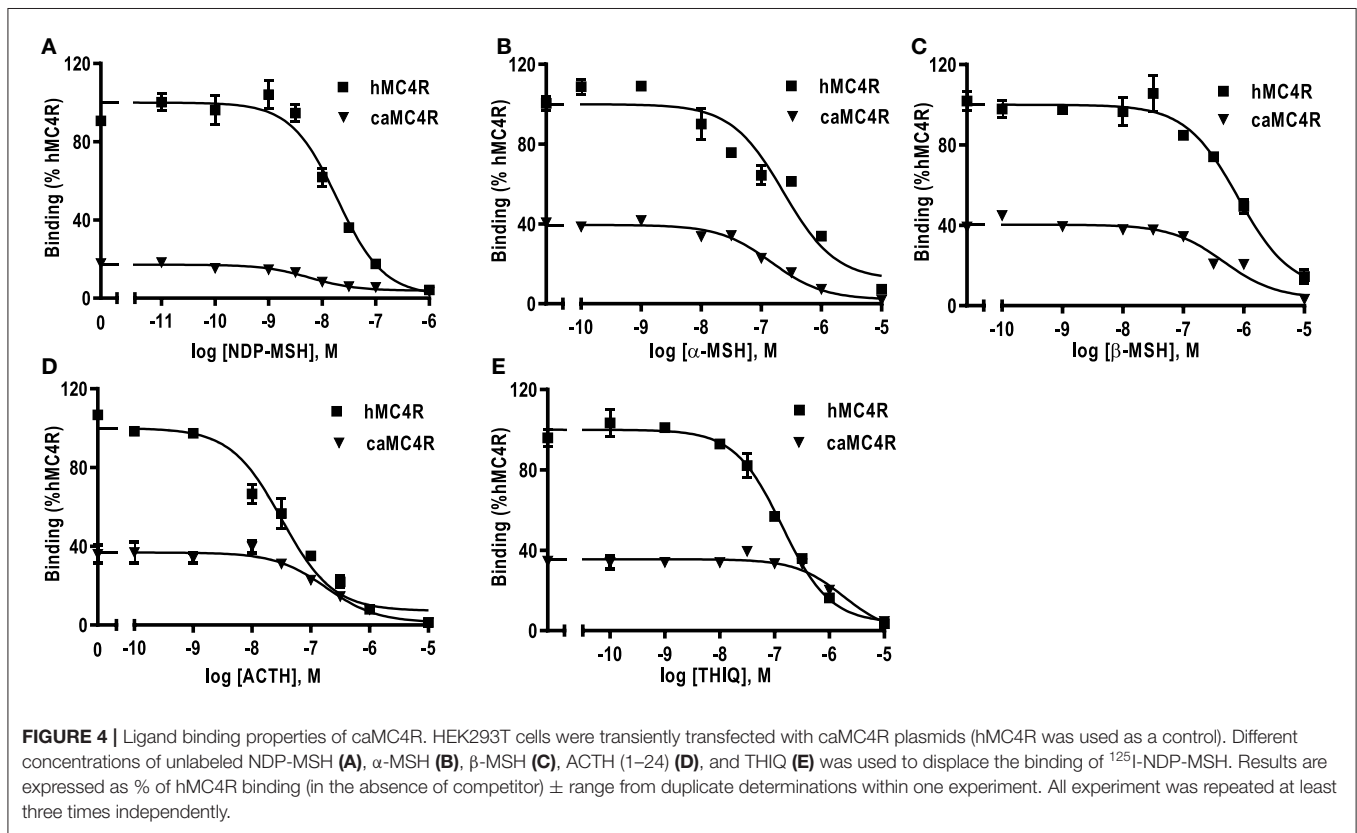 A
Binding (% hMC4R)
120
80
40
0
hMC4R
caMC4R
0 -11 -10 -9 -8 -7 -6
log [NDP-MSH], M
B
Binding (% hMC4R)
120
80
40
0
hMC4R
caMC4R
-10 -9 -8 -7 -6 -5
log [α-MSH], M
C
Binding (%hMC4R)
120
80
40
0
hMC4R
caMC4R
-10 -9 -8 -7 -6 -5
log [β-MSH], M
D
Binding (%hMC4R)
120
80
40
0
hMC4R
caMC4R
0 -10 -9 -8 -7 -6 -5
log [ACTH], M
E
Binding (%hMC4R)
120
80
40
0
hMC4R
caMC4R
-10 -9 -8 -7 -6 -5
log [THIQ], M
FIGURE 4 | Ligand binding properties of caMC4R. HEK293T cells were transiently transfected with caMC4R plasmids (hMC4R was used as a control). Different
concentrations of unlabeled NDP-MSH (A), α-MSH (B), β-MSH (C), ACTH (1–24) (D), and THIQ (E) was used to displace the binding of ¹²⁵I-NDP-MSH. Results are
expressed as % of hMC4R binding (in the absence of competitor) ± range from duplicate determinations within one experiment. All experiment was repeated at least
three times independently.